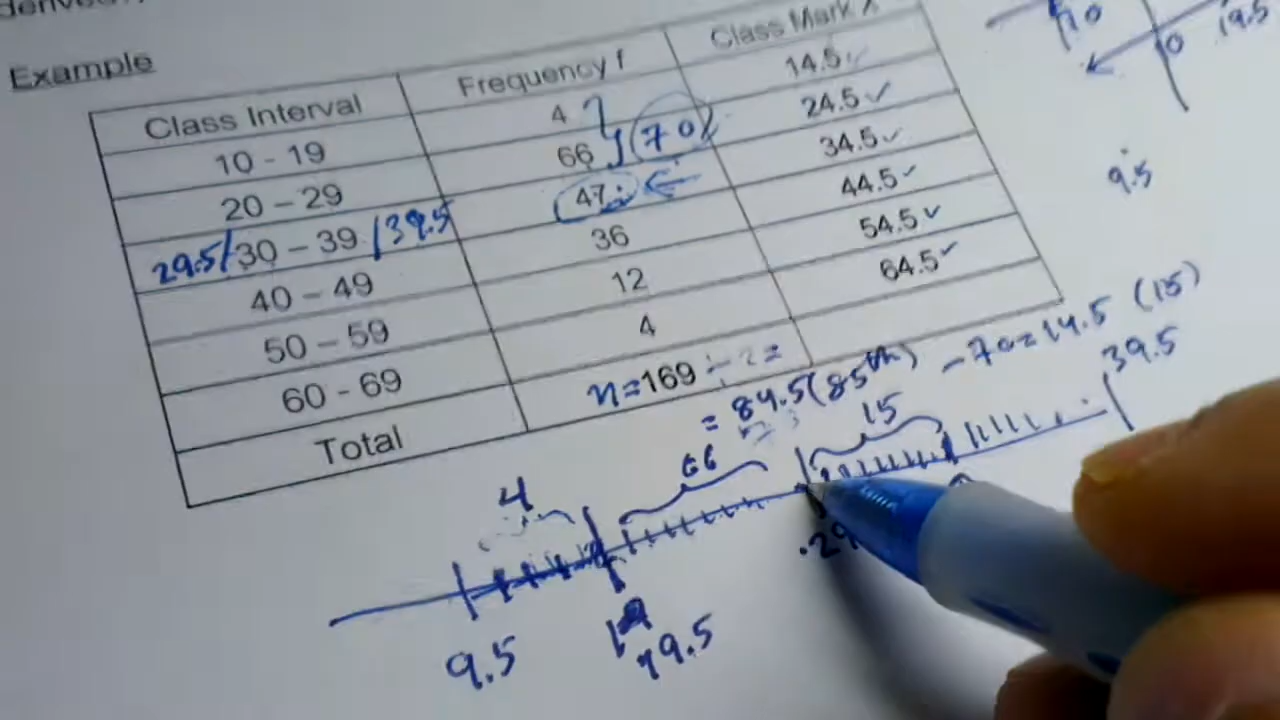 Example
Class Interval Frequency f Class Mark X
10 - 19 4 14.5 ✓
20 - 29 66 70 24.5 ✓
29.5/ 30 - 39 /39.5 47 ← 34.5 ✓
40 - 49 36 44.5 ✓
50 - 59 12 54.5 ✓
60 - 69 4 64.5 ✓
Total n=169 ÷ 2 =
= 84.5 (85th) - 70 = 14.5 (15)
10 0 19.5
9.5
4 66 15 39.5
9.5 19.5